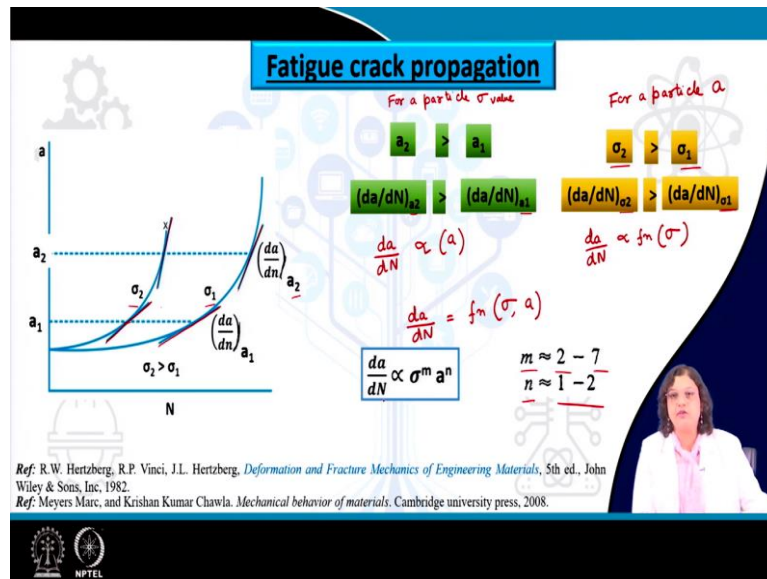 Fatigue crack propagation
For a particle σ value
For a particle a
a₂ > a₁
σ₂ > σ₁
(da/dN)ₐ₂ > (da/dN)ₐ₁
(da/dN)σ₂ > (da/dN)σ₁
da/dN ∝ (a)
da/dN ∝ fn (σ)
da/dN = fn (σ, a)
da/dN ∝ σᵐ aⁿ
m ≈ 2 – 7
n ≈ 1 – 2
a
a₂
x
(da/dn) a₂
σ₂
σ₁
a₁
(da/dn) a₁
σ₂ > σ₁
N
Ref: R.W. Hertzberg, R.P. Vinci, J.L. Hertzberg, Deformation and Fracture Mechanics of Engineering Materials, 5th ed., John
Wiley & Sons, Inc, 1982.
Ref: Meyers Marc, and Krishan Kumar Chawla. Mechanical behavior of materials. Cambridge university press, 2008.
NPTEL